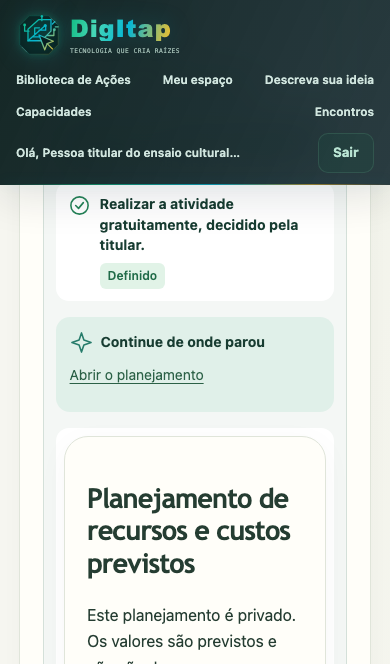 DigItap
TECNOLOGIA QUE CRIA RAÍZES
Biblioteca de Ações Meu espaço Descreva sua ideia
Capacidades Encontros
Olá, Pessoa titular do ensaio cultural... Sair
Realizar a atividade
gratuitamente, decidido pela
titular.
Definido
Continue de onde parou
Abrir o planejamento
Planejamento de
recursos e custos
previstos
Este planejamento é privado.
Os valores são previstos e